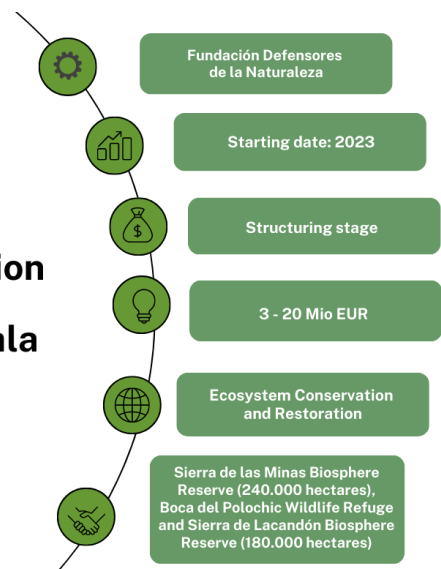 Fundación Defensores
de la Naturaleza
Starting date: 2023
Structuring stage
ion
ala
3 - 20 Mio EUR
Ecosystem Conservation
and Restoration
Sierra de las Minas Biosphere
Reserve (240.000 hectares),
Boca del Polochic Wildlife Refuge
and Sierra de Lacandón Biosphere
Reserve (180.000 hectares)
$